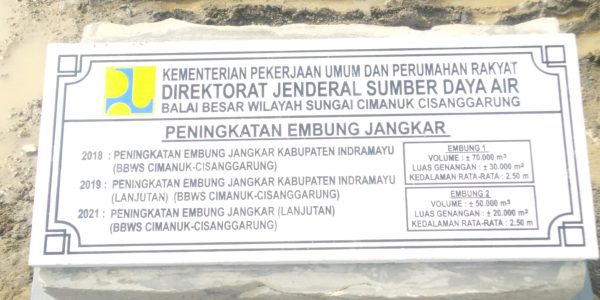 KEMENTERIAN PEKERJAAN UMUM DAN PERUMAHAN RAKYAT
DIREKTORAT JENDERAL SUMBER DAYA AIR
BALAI BESAR WILAYAH SUNGAI CIMANUK CISANGGARUNG
PENINGKATAN EMBUNG JANGKAR
2018 : PENINGKATAN EMBUNG JANGKAR KABUPATEN INDRAMAYU
(BBWS CIMANUK-CISANGGARUNG)
2019 : PENINGKATAN EMBUNG JANGKAR KABUPATEN INDRAMAYU
(LANJUTAN) (BBWS CIMANUK-CISANGGARUNG)
2021 : PENINGKATAN EMBUNG JANGKAR (LANJUTAN)
(BBWS CIMANUK-CISANGGARUNG)
EMBUNG 1
VOLUME : ± 70.000 m³
LUAS GENANGAN : ± 30.000 m²
KEDALAMAN RATA-RATA : 2.50 m
EMBUNG 2
VOLUME : ± 50.000 m³
LUAS GENANGAN : ± 20.000 m²
KEDALAMAN RATA-RATA : 2.50 m